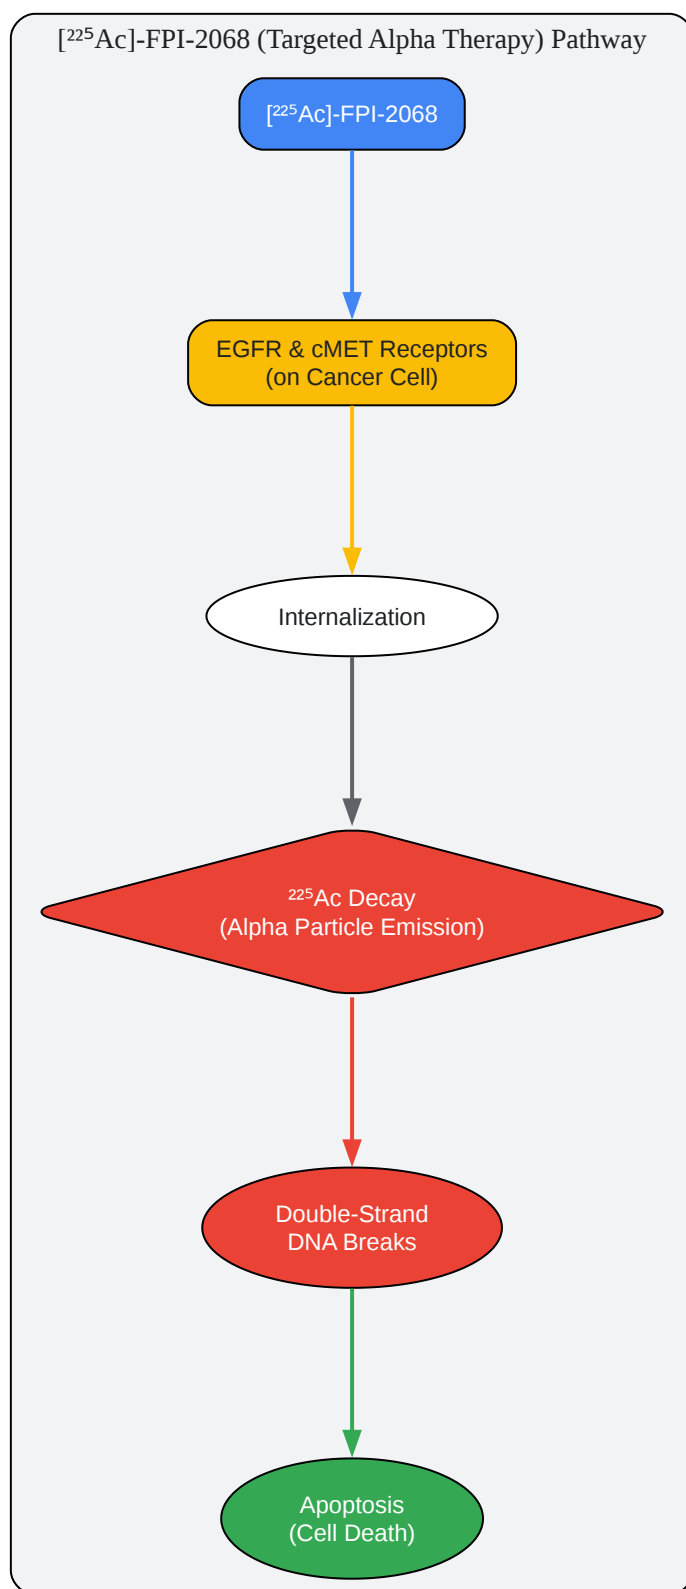 [²²⁵Ac]-FPI-2068 (Targeted Alpha Therapy) Pathway
[²²⁵Ac]-FPI-2068
EGFR & cMET Receptors
(on Cancer Cell)
Internalization
²²⁵Ac Decay
(Alpha Particle Emission)
Double-Strand
DNA Breaks
Apoptosis
(Cell Death)